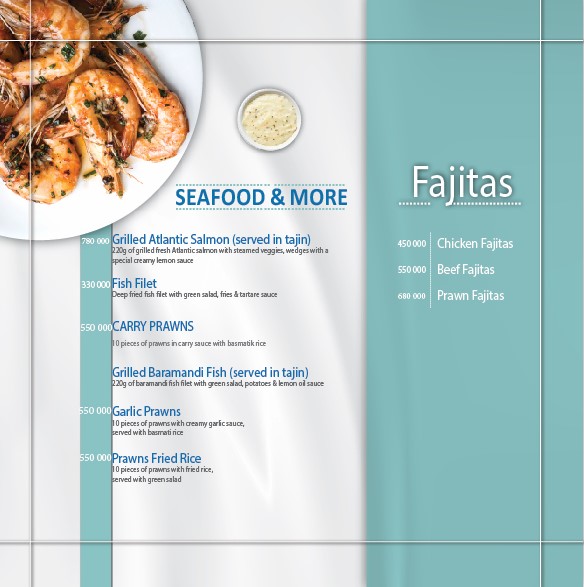 SEAFOOD & MORE
780 000 Grilled Atlantic Salmon (served in tajin)
220g of grilled fresh Atlantic salmon with steamed veggies, wedges with a
special creamy lemon sauce
330 000 Fish Filet
Deep fried fish filet with green salad, fries & tartare sauce
550 000 CARRY PRAWNS
10 pieces of prawns in carry sauce with basmatik rice
Grilled Baramandi Fish (served in tajin)
220g of baramandi fish filet with green salad, potatoes & lemon oil sauce
550 000 Garlic Prawns
10 pieces of prawns with creamy garlic sauce,
served with basmati rice
550 000 Prawns Fried Rice
10 pieces of prawns with fried rice,
served with green salad
Fajitas
450 000 Chicken Fajitas
550 000 Beef Fajitas
680 000 Prawn Fajitas